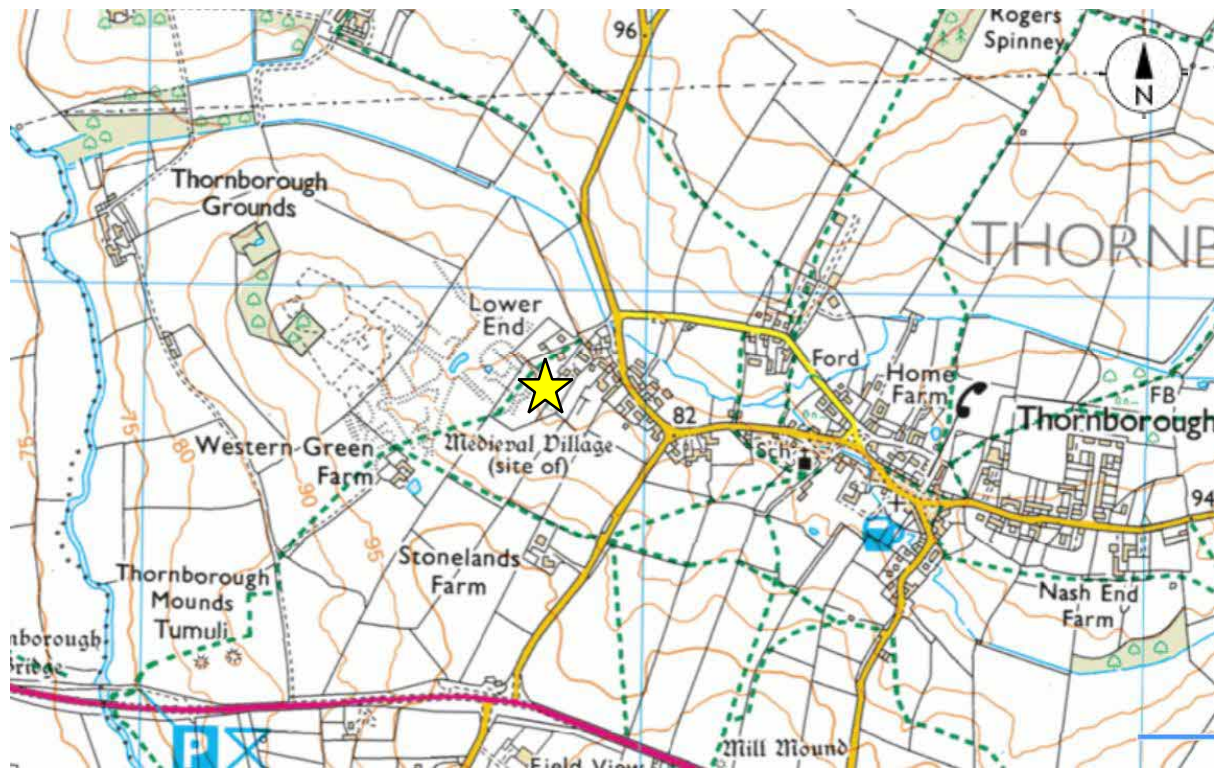 96
Rogers
Spinney
N
Thornborough
Grounds
THORNB
Lower
End
Ford
Home
Farm
FB
75
75
80
82
Thornborough
Western Green
Farm
Medieval Village
(site of)
Sch
90
94
95
Stonelands
Farm
Thornborough
Mounds
Tumuli
Nash End
Farm
nborough
Bridge
P
Mill Mound
Field View